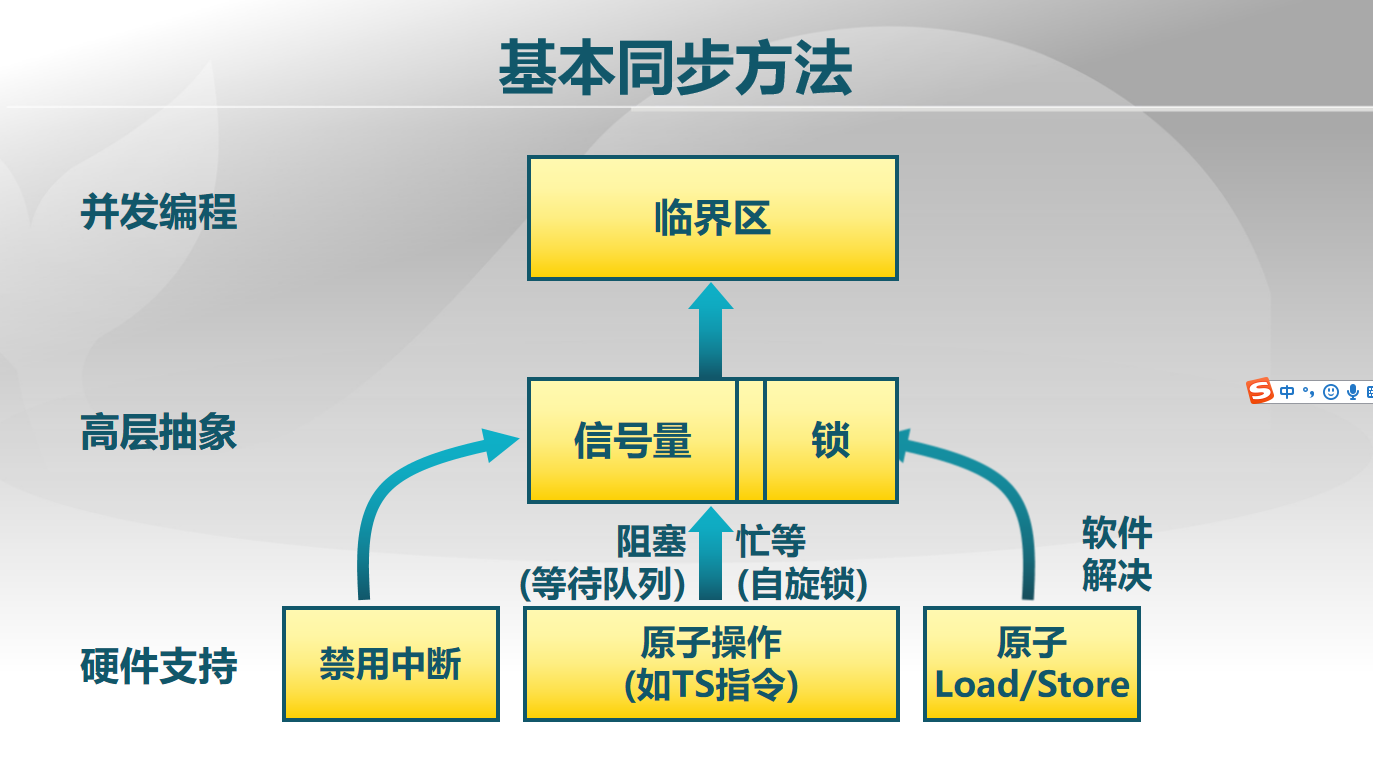 基本同步方法
并发编程
临界区
高层抽象
信号量
锁
中
阻塞
(等待队列)
忙等
(自旋锁)
软件
解决
硬件支持
禁用中断
原子操作
(如TS指令)
原子
Load/Store